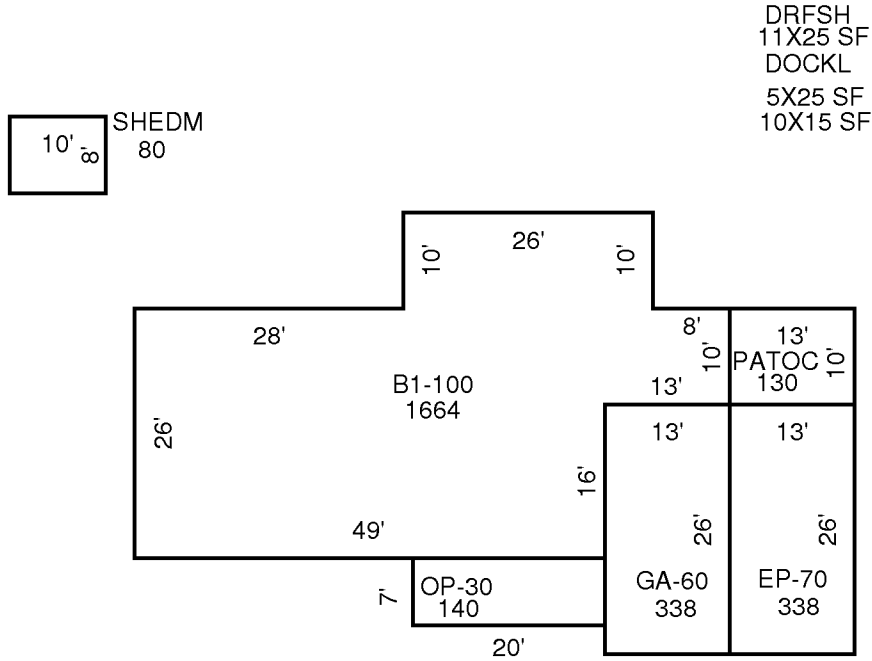 DRFSH
11X25 SF
DOCKL
5X25 SF
10X15 SF
SHEDM
10' 8' 80
26'
10' 10'
28' 8' 13'
10' PATOC 10'
130
B1-100 13'
1664
26' 13' 13'
16'
49' 26' 26'
7' OP-30 GA-60 EP-70
140 338 338
20'